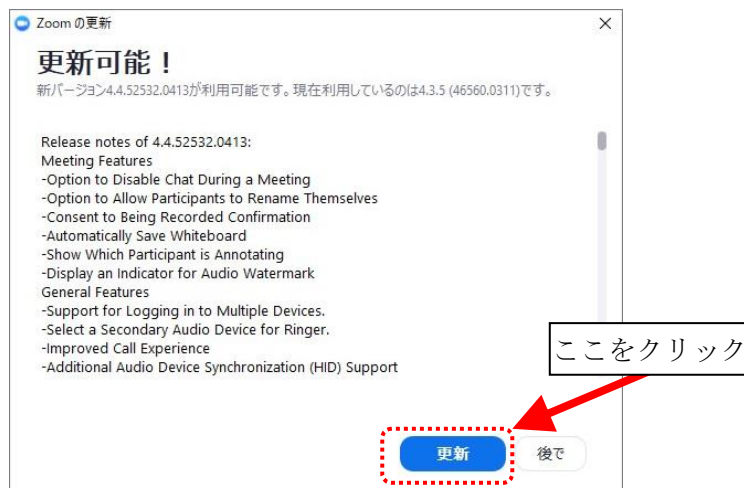 Zoom の更新
更新可能！
新バージョン4.4.52532.0413が利用可能です。現在利用しているのは4.3.5 (46560.0311)です。
Release notes of 4.4.52532.0413:
Meeting Features
-Option to Disable Chat During a Meeting
-Option to Allow Participants to Rename Themselves
-Consent to Being Recorded Confirmation
-Automatically Save Whiteboard
-Show Which Participant is Annotating
-Display an Indicator for Audio Watermark
General Features
-Support for Logging in to Multiple Devices.
-Select a Secondary Audio Device for Ringer.
-Improved Call Experience
-Additional Audio Device Synchronization (HID) Support
ここをクリック
更新
後で